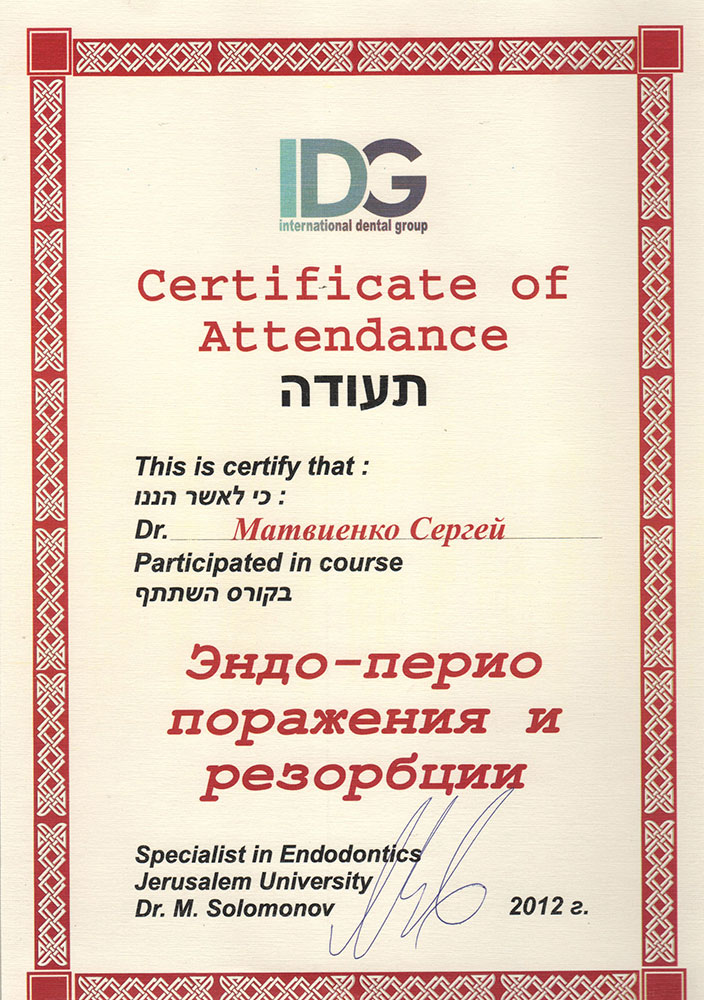 IDG
international dental group
Certificate of
Attendance
תעודה
This is certify that :
כי לאשר הננו :
Dr. Матвиенко Сергей
Participated in course
בקורס השתתף
Эндо-перио
поражения и
резорбции
Specialist in Endodontics
Jerusalem University
Dr. M. Solomonov 2012 г.